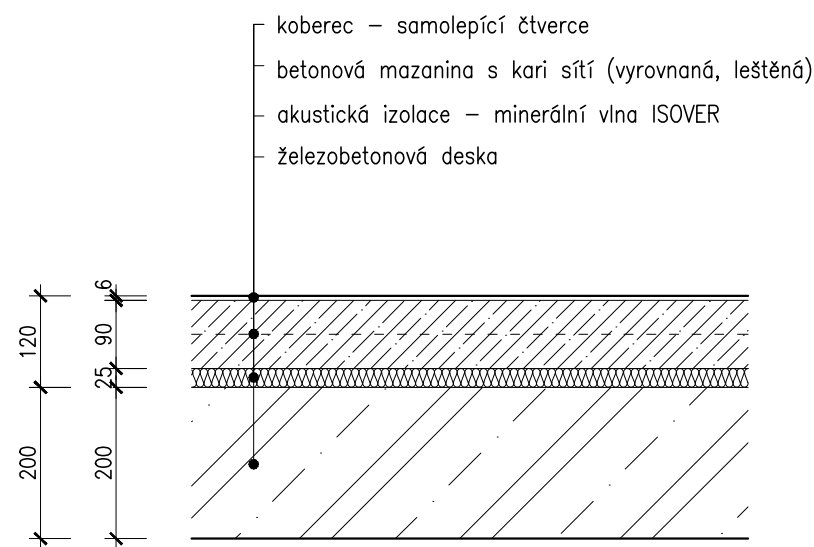 koberec – samolepící čtverce
betonová mazanina s kari sítí (vyrovnaná, leštěná)
akustická izolace – minerální vlna ISOVER
železobetonová deska
6
120
90
25
200
200